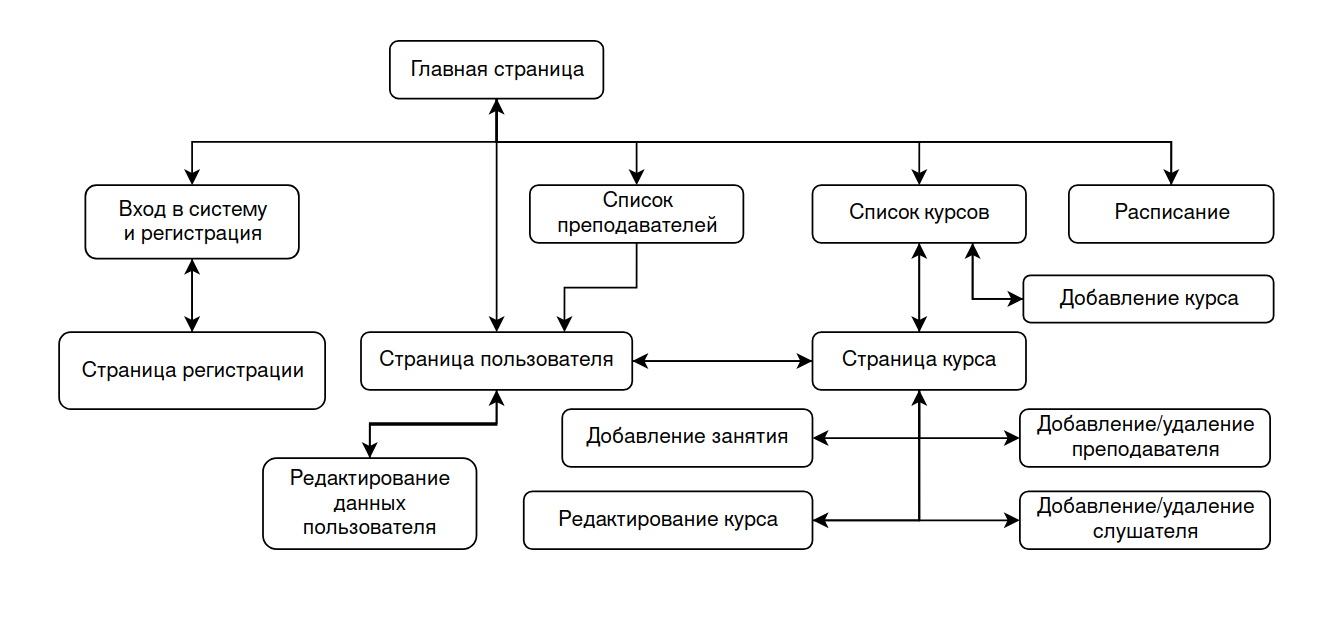 Главная страница
Вход в систему
и регистрация
Список
преподавателей
Список курсов
Расписание
Добавление курса
Страница регистрации
Страница пользователя
Страница курса
Добавление занятия
Добавление/удаление
преподавателя
Редактирование
данных
пользователя
Редактирование курса
Добавление/удаление
слушателя